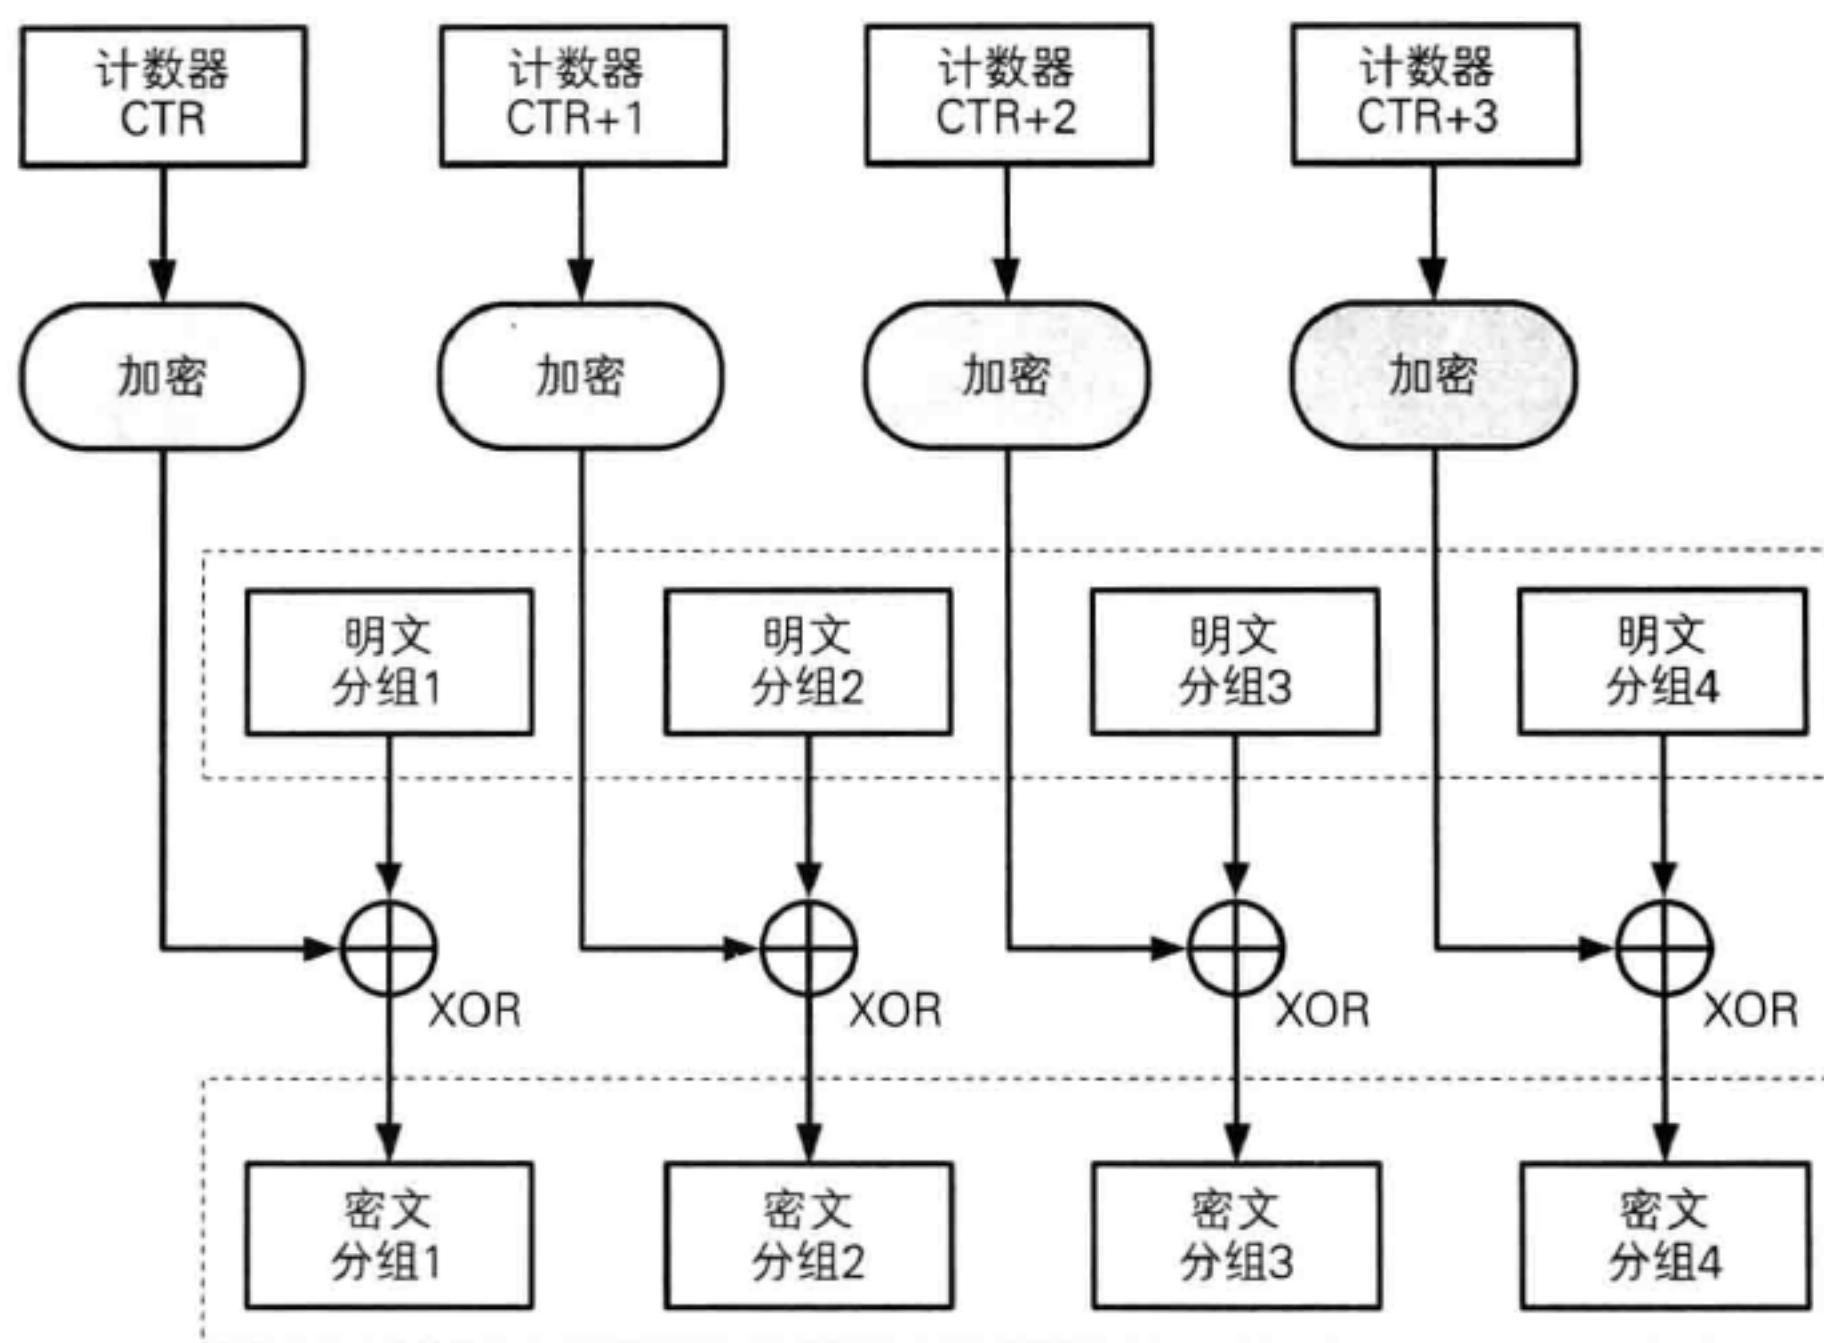 计数器
CTR
计数器
CTR+1
计数器
CTR+2
计数器
CTR+3
加密
加密
加密
加密
明文
分组1
明文
分组2
明文
分组3
明文
分组4
XOR
XOR
XOR
XOR
密文
分组1
密文
分组2
密文
分组3
密文
分组4